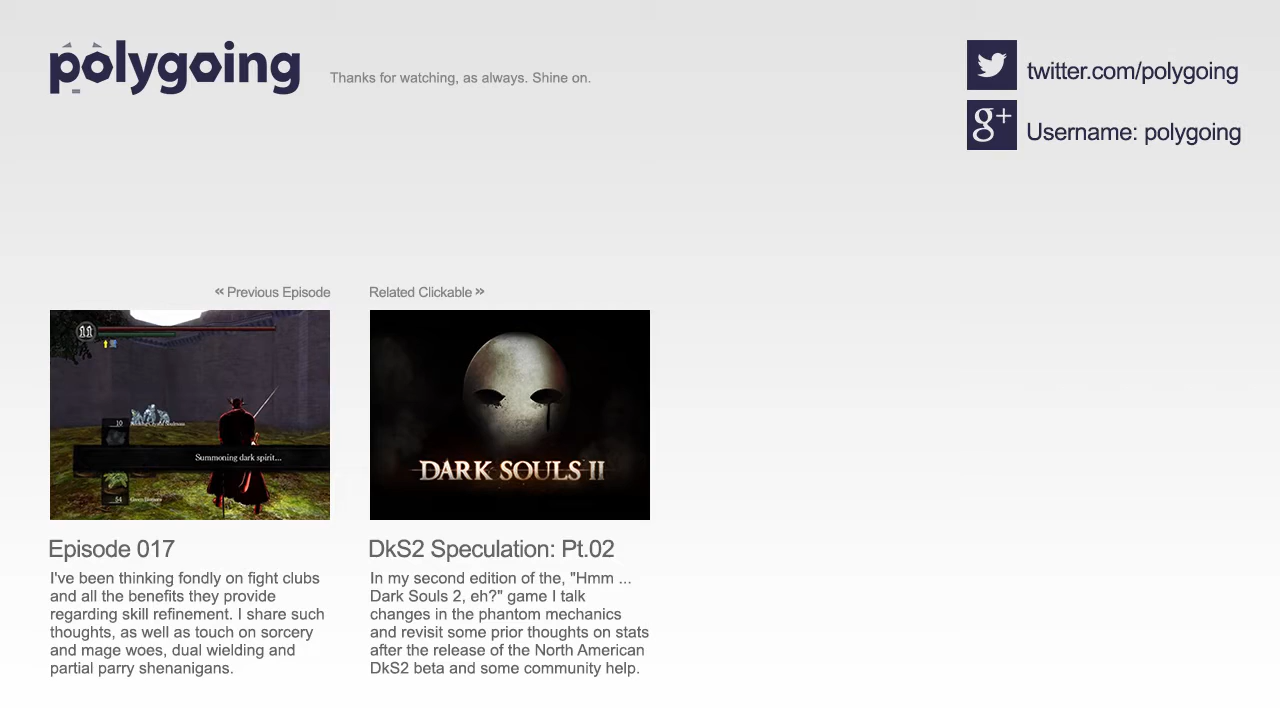 polygoing
Thanks for watching, as always. Shine on.
twitter.com/polygoing
g+
Username: polygoing
« Previous Episode
Related Clickable »
11
10
Summoning dark spirit...
54
Green Blossom
DARK SOULS II
Episode 017
I've been thinking fondly on fight clubs
and all the benefits they provide
regarding skill refinement. I share such
thoughts, as well as touch on sorcery
and mage woes, dual wielding and
partial parry shenanigans.
DkS2 Speculation: Pt.02
In my second edition of the, "Hmm ...
Dark Souls 2, eh?" game I talk
changes in the phantom mechanics
and revisit some prior thoughts on stats
after the release of the North American
DkS2 beta and some community help.